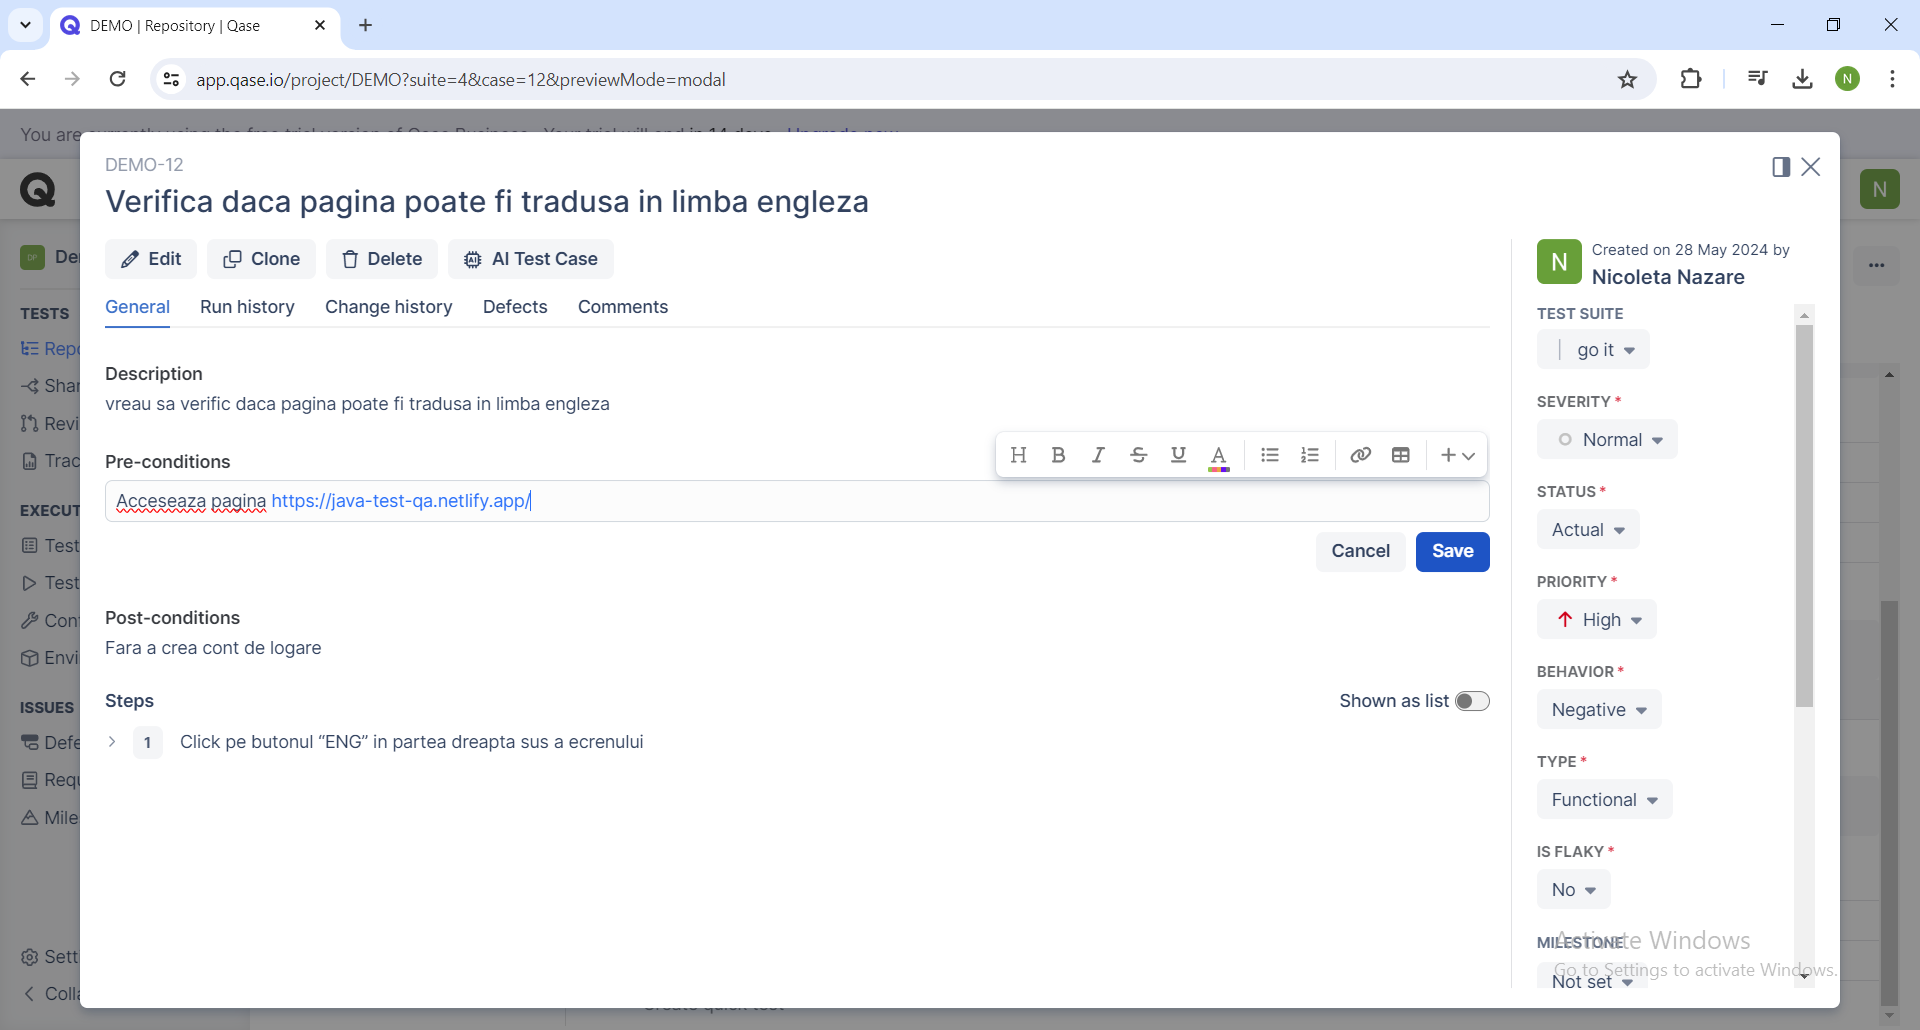 DEMO | Repository | Qase
app.qase.io/project/DEMO?suite=4&case=12&previewMode=modal
N
You are
DEMO-12
Verifica daca pagina poate fi tradusa in limba engleza
N
Edit
Clone
Delete
AI Test Case
General
Run history
Change history
Defects
Comments
Created on 28 May 2024 by
N
Nicoleta Nazare
TESTS
EXECUT
Test
Test
ISSUES
Sett
Description
vreau sa verific daca pagina poate fi tradusa in limba engleza
Pre-conditions
H B I S U A
Acceseaza pagina https://java-test-qa.netlify.app/
Cancel
Save
Post-conditions
Fara a crea cont de logare
Steps
Shown as list
1
Click pe butonul “ENG” in partea dreapta sus a ecrenului
TEST SUITE
go it
SEVERITY *
Normal
STATUS *
Actual
PRIORITY *
High
BEHAVIOR *
Negative
TYPE *
Functional
IS FLAKY *
No
MILESTONE
Not set
Activate Windows
Go to Settings to activate Windows.